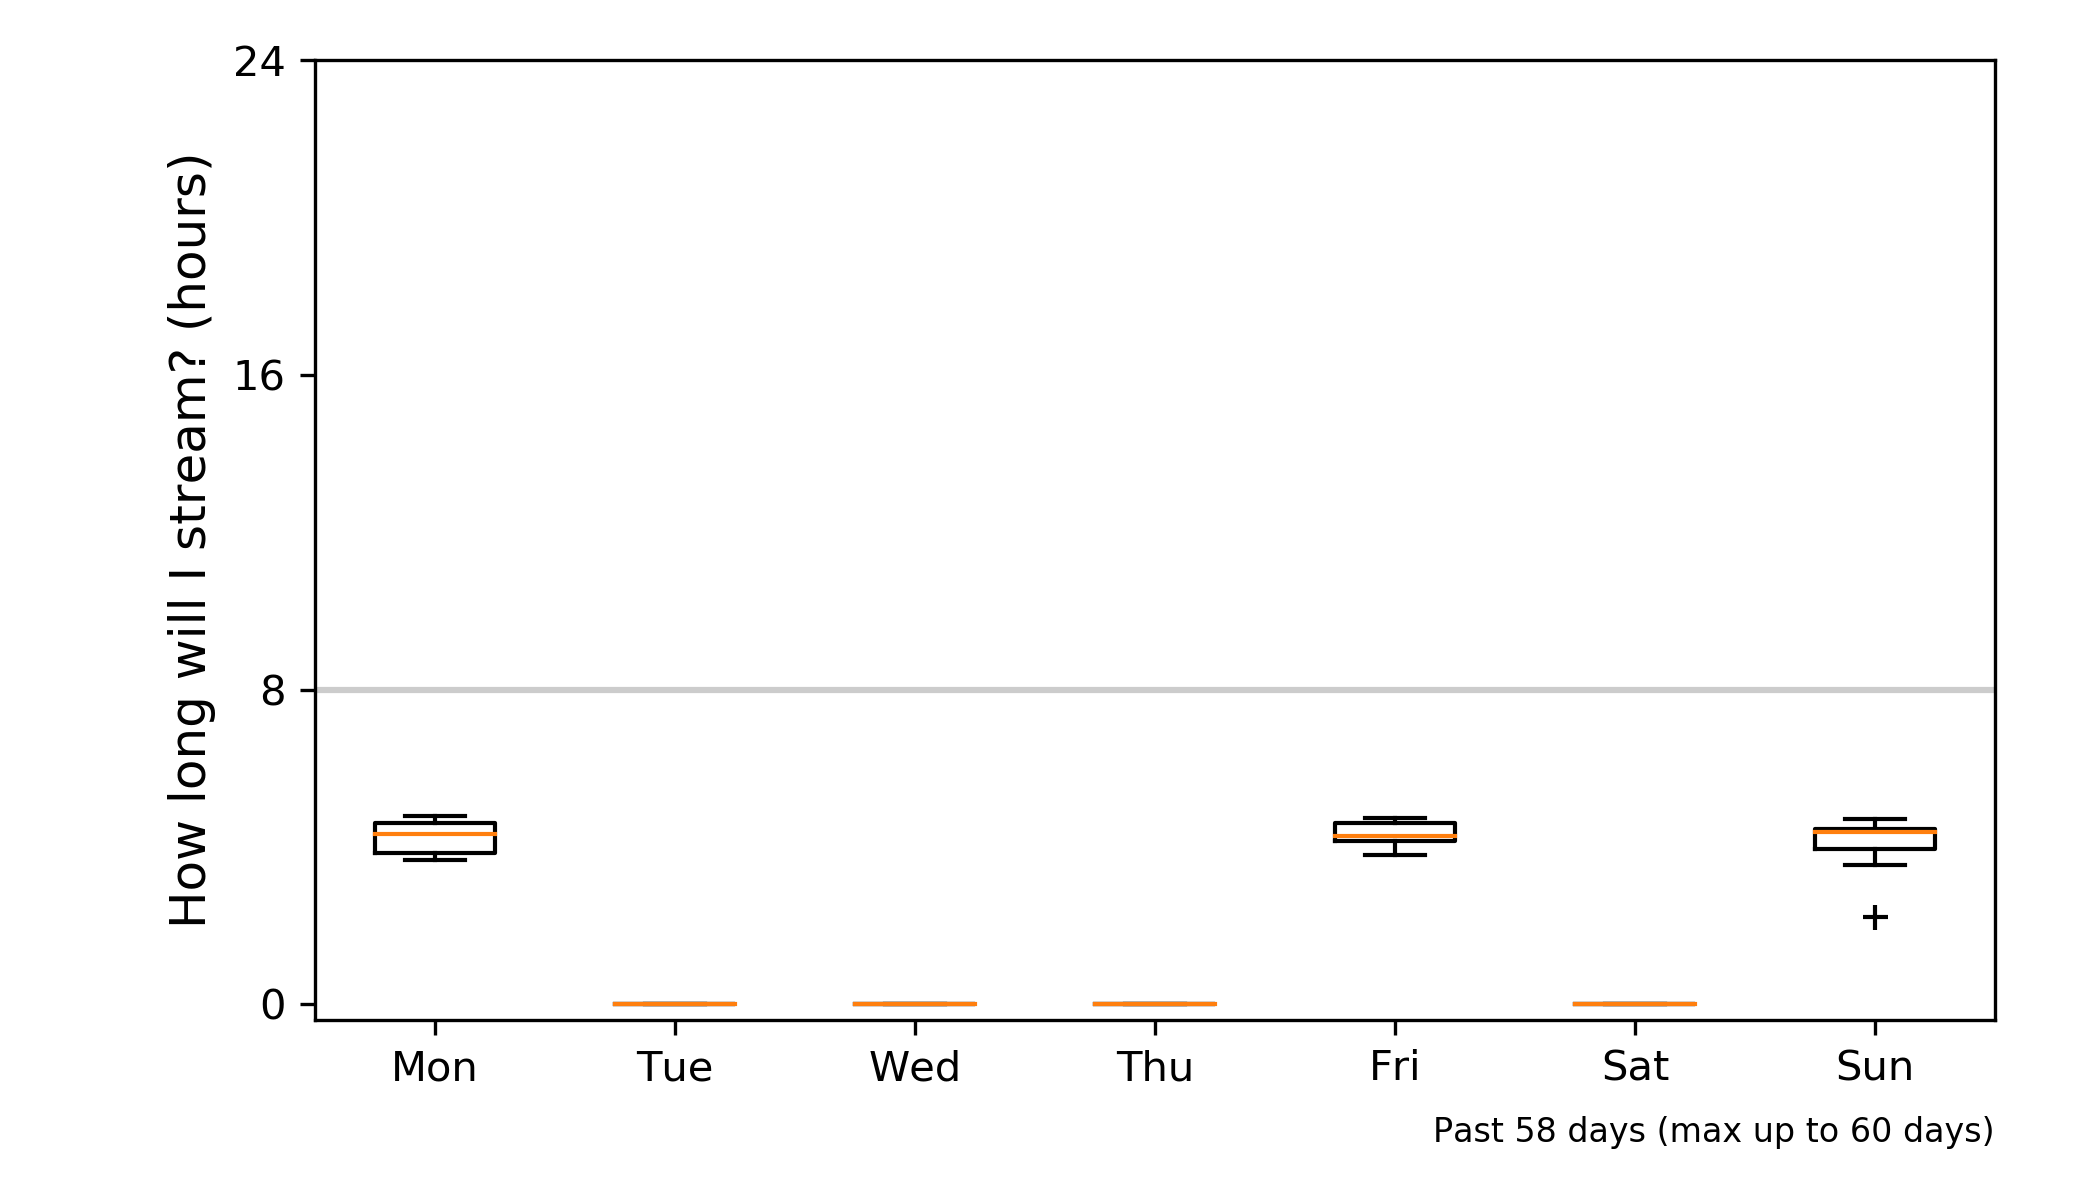 How long will I stream? (hours)
24
16
8
0
Mon Tue Wed Thu Fri Sat Sun
Past 58 days (max up to 60 days)